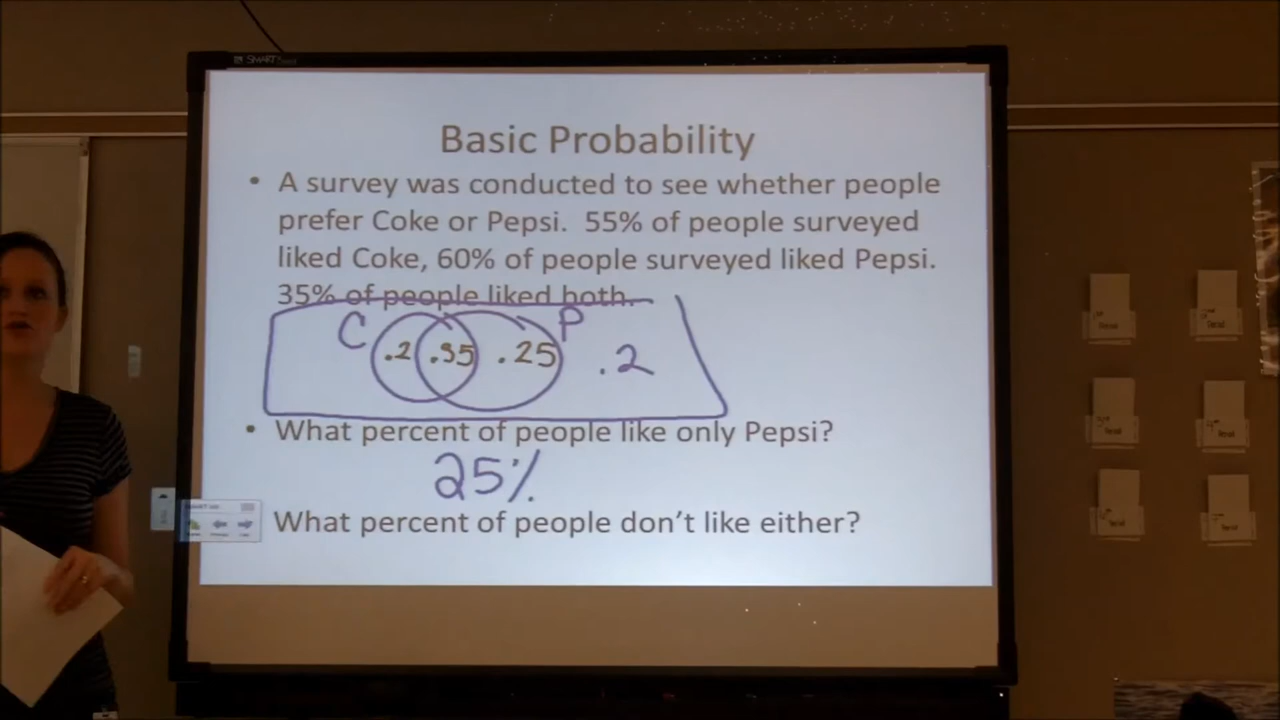 SMART
Basic Probability
• A survey was conducted to see whether people
prefer Coke or Pepsi. 55% of people surveyed
liked Coke, 60% of people surveyed liked Pepsi.
35% of people liked both.
C .2 .35 .25 P .2
• What percent of people like only Pepsi?
25%
What percent of people don't like either?